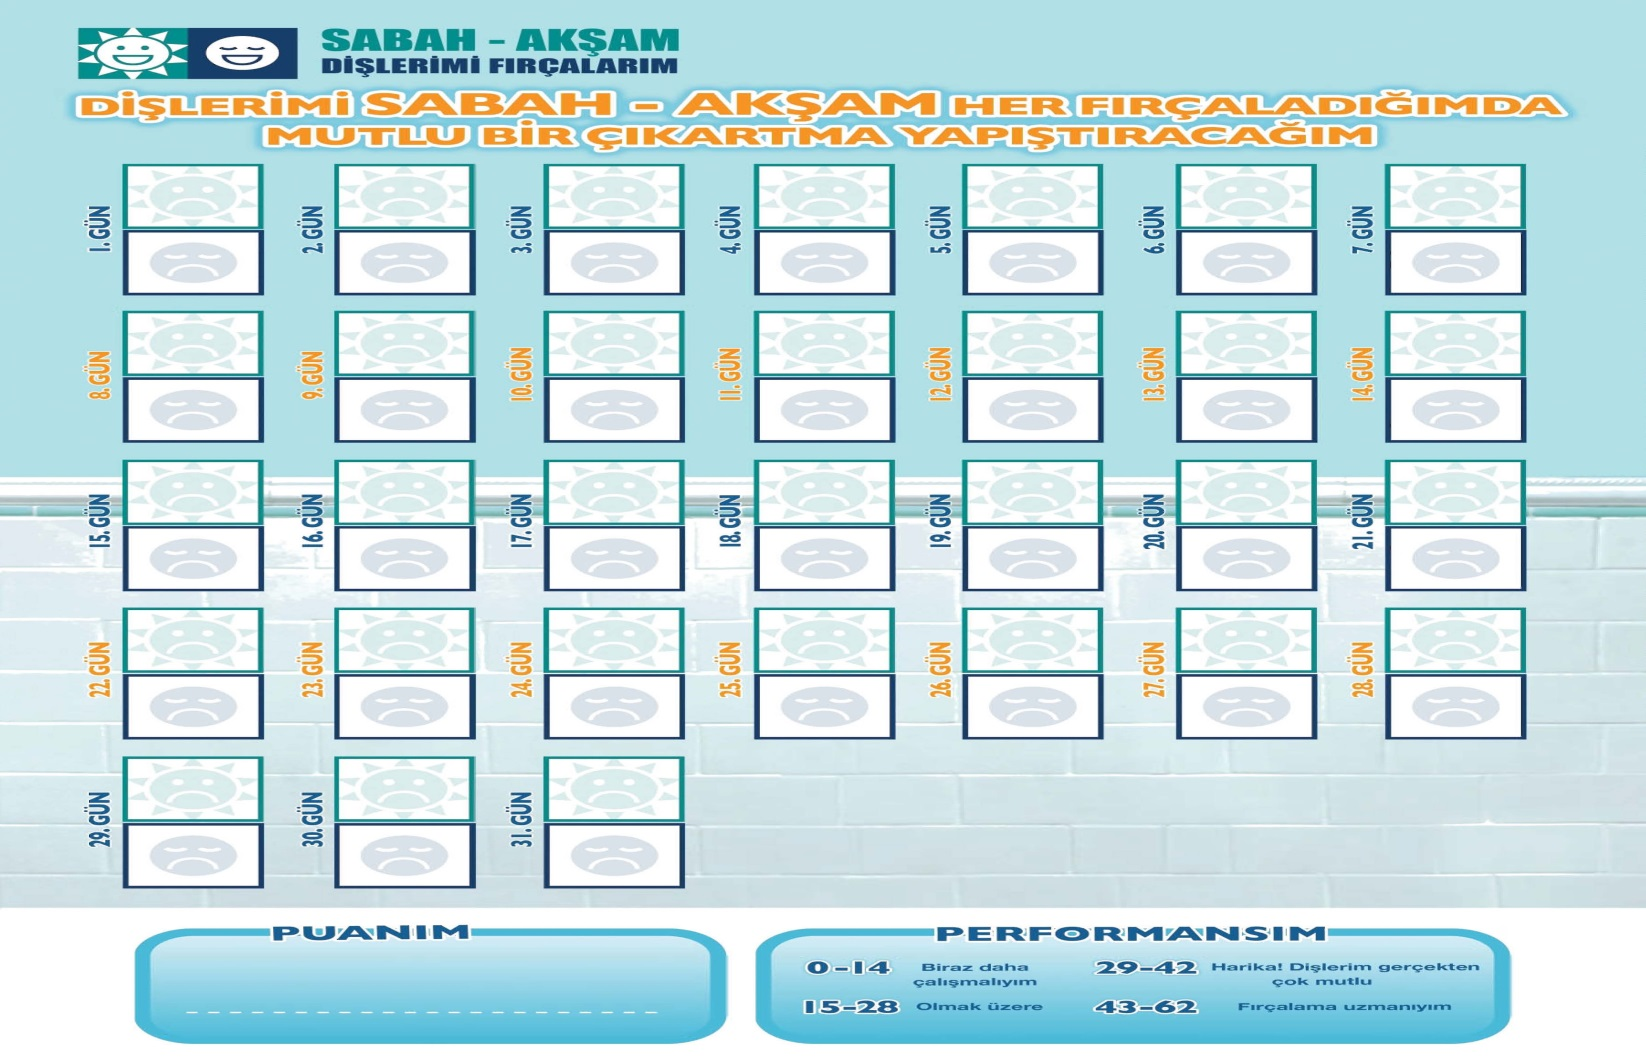 SABAH - AKŞAM
DİŞLERİMİ FIRÇALARIM
DİŞLERİMİ SABAH - AKŞAM HER FIRÇALADIĞIMDA
MUTLU BİR ÇIKARTMA YAPIŞTIRACAĞIM
1. GÜN
2. GÜN
3. GÜN
4. GÜN
5. GÜN
6. GÜN
7. GÜN
8. GÜN
9. GÜN
10. GÜN
11. GÜN
12. GÜN
13. GÜN
14. GÜN
15. GÜN
16. GÜN
17. GÜN
18. GÜN
19. GÜN
20. GÜN
21. GÜN
22. GÜN
23. GÜN
24. GÜN
25. GÜN
26. GÜN
27. GÜN
28. GÜN
29. GÜN
30. GÜN
31. GÜN
PUANIM
PERFORMANSIM
0-14 Biraz daha
çalışmalıyım
15-28 Olmak üzere
29-42 Harika! Dişlerim gerçekten
çok mutlu
43-62 Fırçalama uzmanıyım